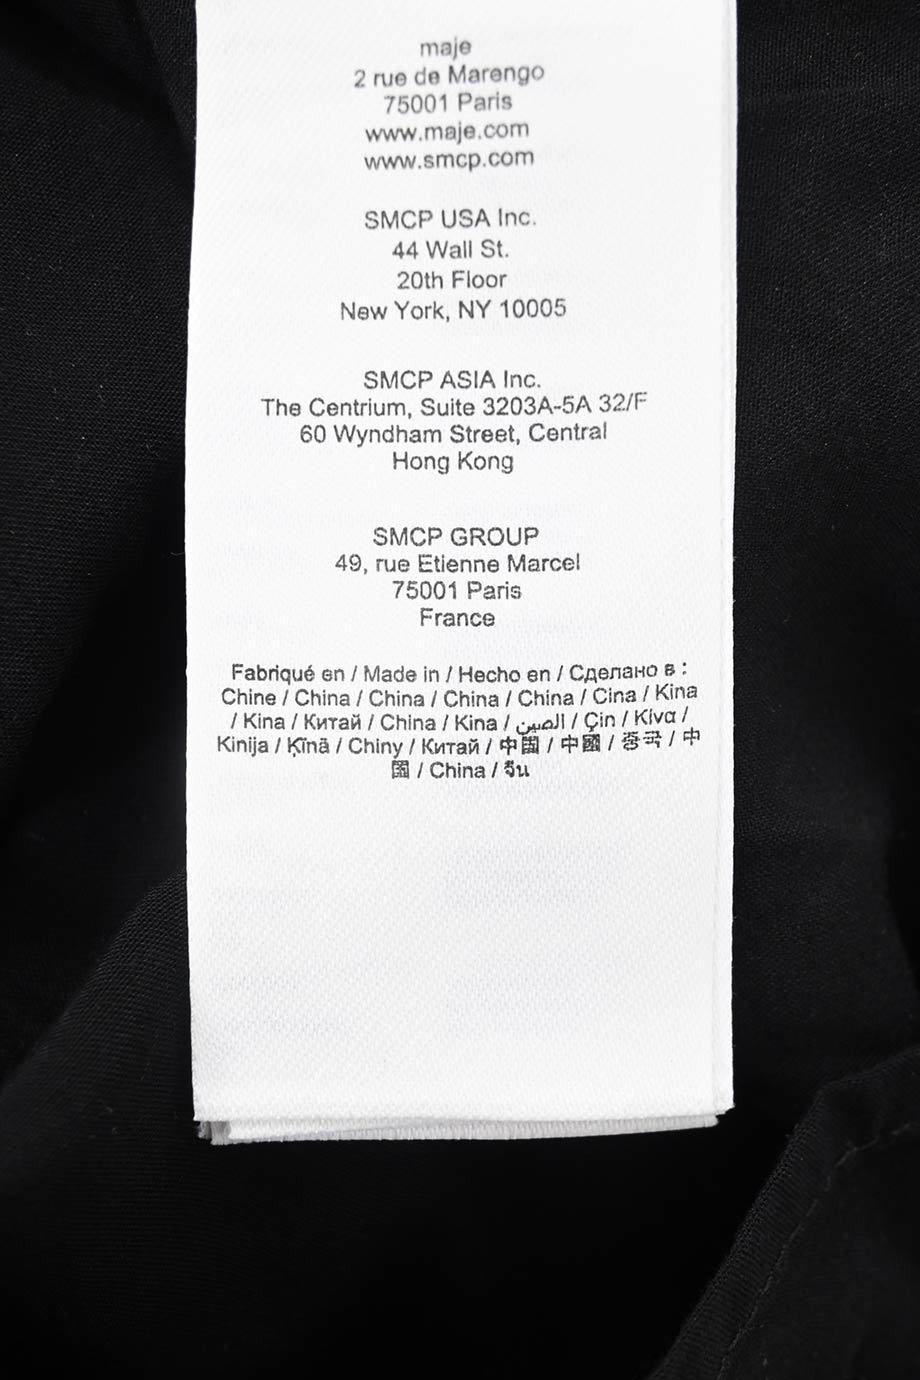 maje
2 rue de Marengo
75001 Paris
www.maje.com
www.smcp.com
SMCP USA Inc.
44 Wall St.
20th Floor
New York, NY 10005
SMCP ASIA Inc.
The Centrium, Suite 3203A-5A 32/F
60 Wyndham Street, Central
Hong Kong
SMCP GROUP
49, rue Etienne Marcel
75001 Paris
France
Fabriqué en / Made in / Hecho en / Сделано в :
Chine / China / China / China / China / Cina / Kina
/ Kina / Китай / China / Kina / الصين / Çin / Kíva /
Kinija / Ķīnā / Chiny / Китай / 中國 / 中國 / 중국 / 中
国 / China / จีน